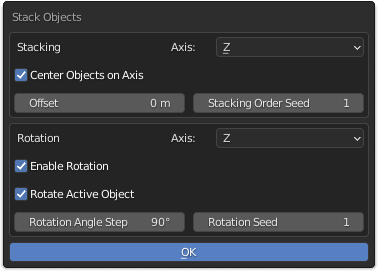 Stack Objects
Stacking Axis: Z
Center Objects on Axis
Offset 0 m Stacking Order Seed 1
Rotation Axis: Z
Enable Rotation
Rotate Active Object
Rotation Angle Step 90° Rotation Seed 1
OK